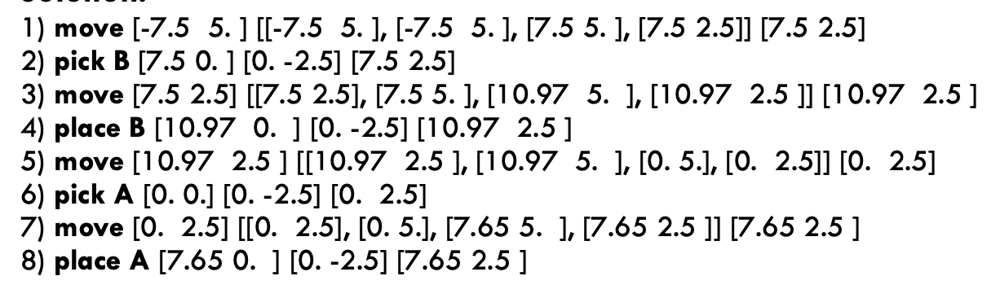 solution:
1) move [-7.5  5. ] [[-7.5  5. ], [-7.5  5. ], [7.5 5. ], [7.5 2.5]] [7.5 2.5]
2) pick B [7.5 0. ] [0. -2.5] [7.5 2.5]
3) move [7.5 2.5] [[7.5 2.5], [7.5 5. ], [10.97  5.  ], [10.97  2.5 ]] [10.97  2.5 ]
4) place B [10.97  0.  ] [0. -2.5] [10.97  2.5 ]
5) move [10.97  2.5 ] [[10.97  2.5 ], [10.97  5.  ], [0. 5.], [0.  2.5]] [0.  2.5]
6) pick A [0. 0.] [0. -2.5] [0.  2.5]
7) move [0.  2.5] [[0.  2.5], [0. 5.], [7.65 5.  ], [7.65 2.5 ]] [7.65 2.5 ]
8) place A [7.65 0.  ] [0. -2.5] [7.65 2.5 ]